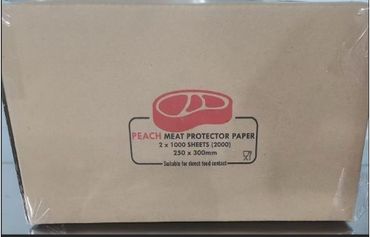 PEACH MEAT PROTECTOR PAPER
2 x 1000 SHEETS (2000)
250 x 300mm
Suitable for direct food contact